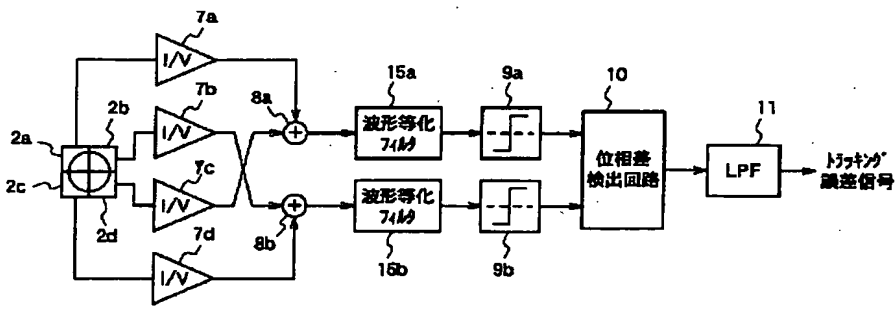 7a
I/V
7b
I/V
7c
I/V
7d
I/V
2a
2b
2c
2d
8a
+
8b
+
15a
波形等化
フィルタ
波形等化
フィルタ
15b
9a
9b
10
位相差
検出回路
11
LPF
トラッキング
誤差信号